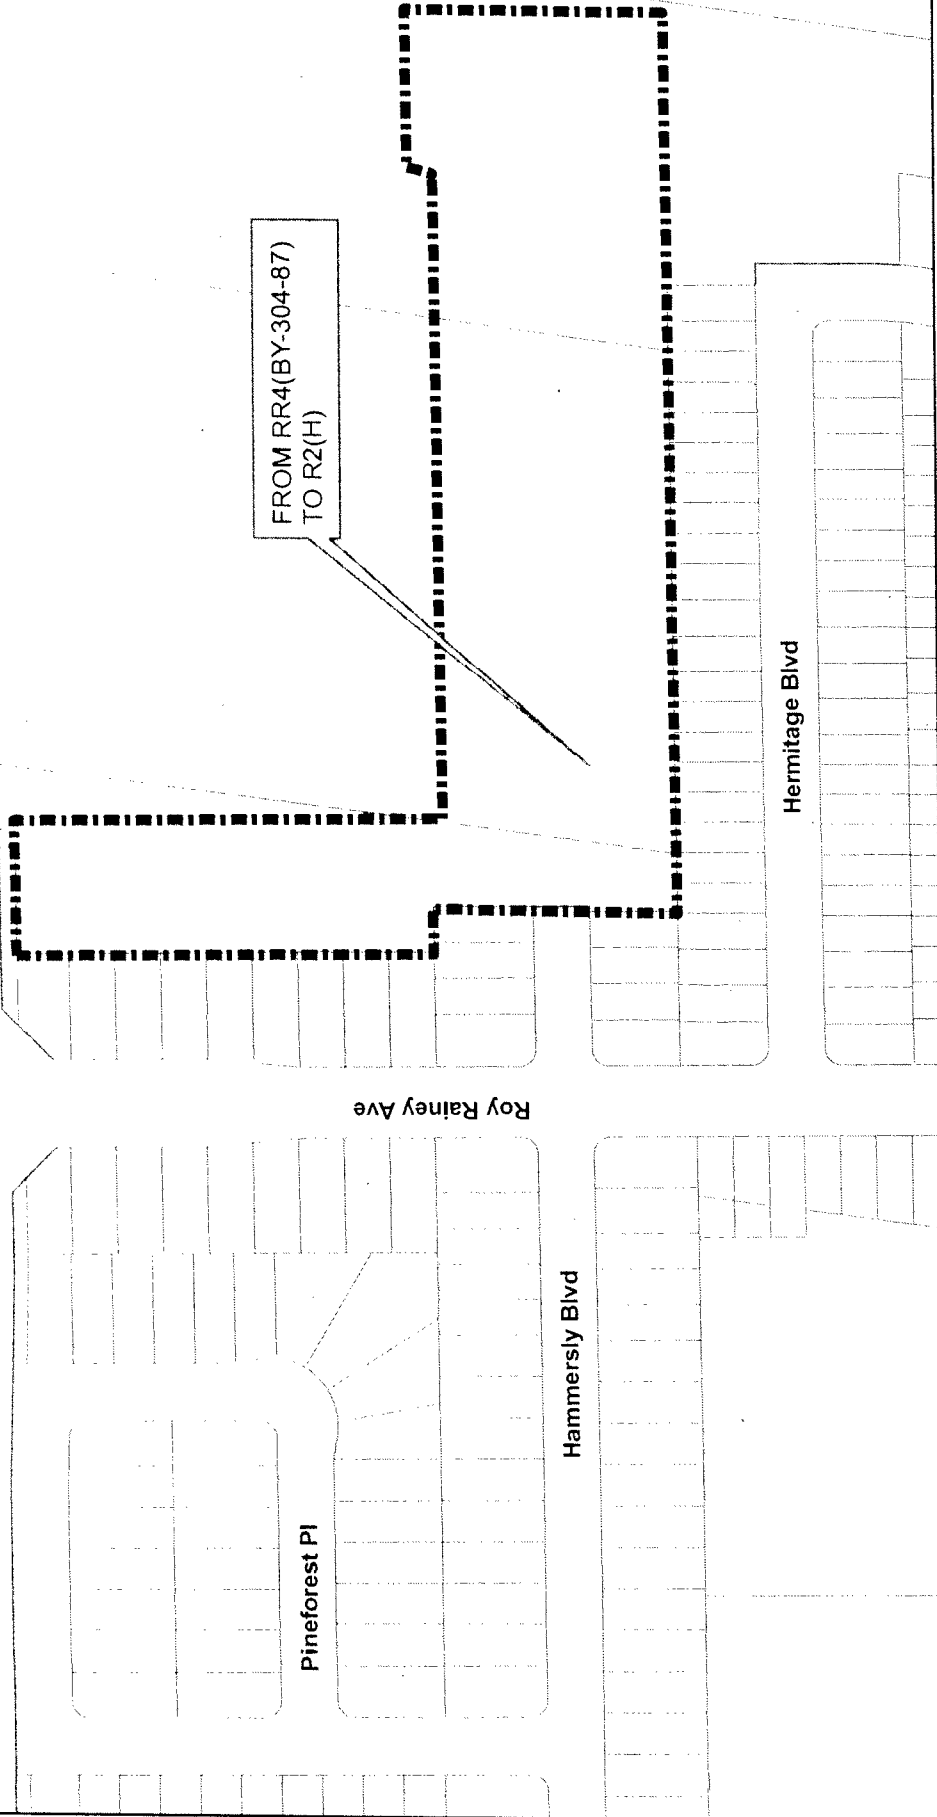 FROM RR4(BY-304-87)
TO R2(H)
Roy Rainey Ave
Hermitage Blvd
Hammersly Blvd
Pineforest Pl